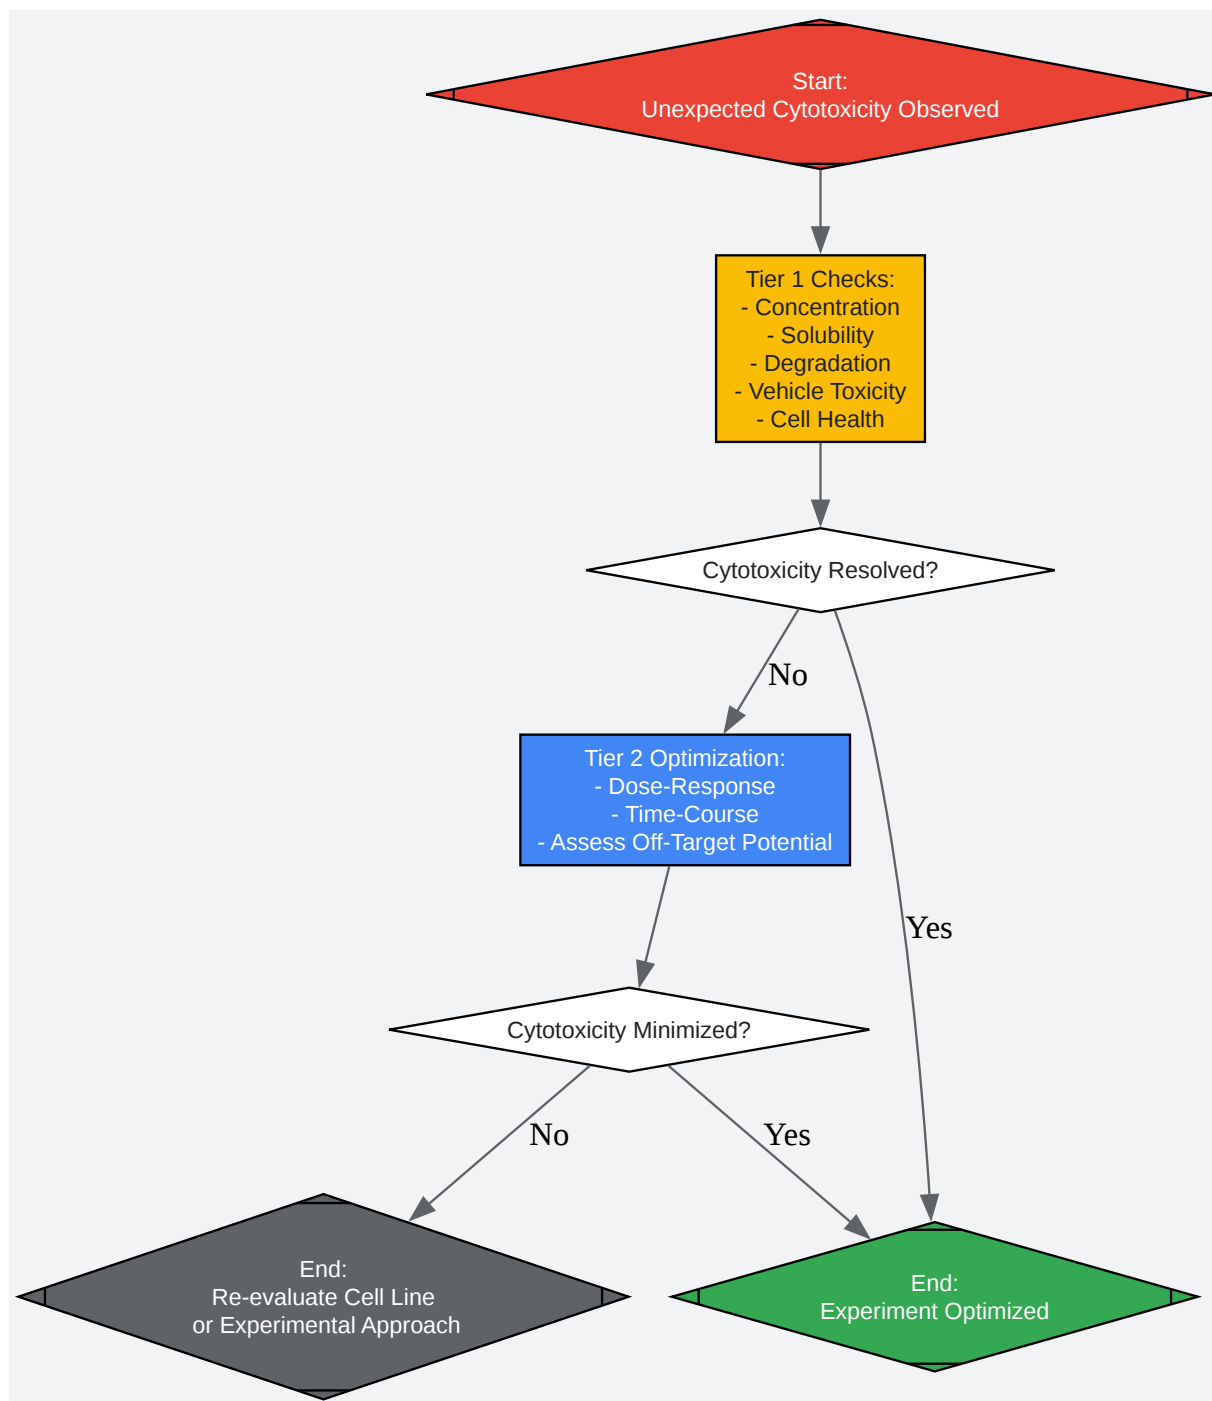 Start:
Unexpected Cytotoxicity Observed
Tier 1 Checks:
- Concentration
- Solubility
- Degradation
- Vehicle Toxicity
- Cell Health
Cytotoxicity Resolved?
No
Tier 2 Optimization:
- Dose-Response
- Time-Course
- Assess Off-Target Potential
Yes
Cytotoxicity Minimized?
No
Yes
End:
Re-evaluate Cell Line
or Experimental Approach
End:
Experiment Optimized